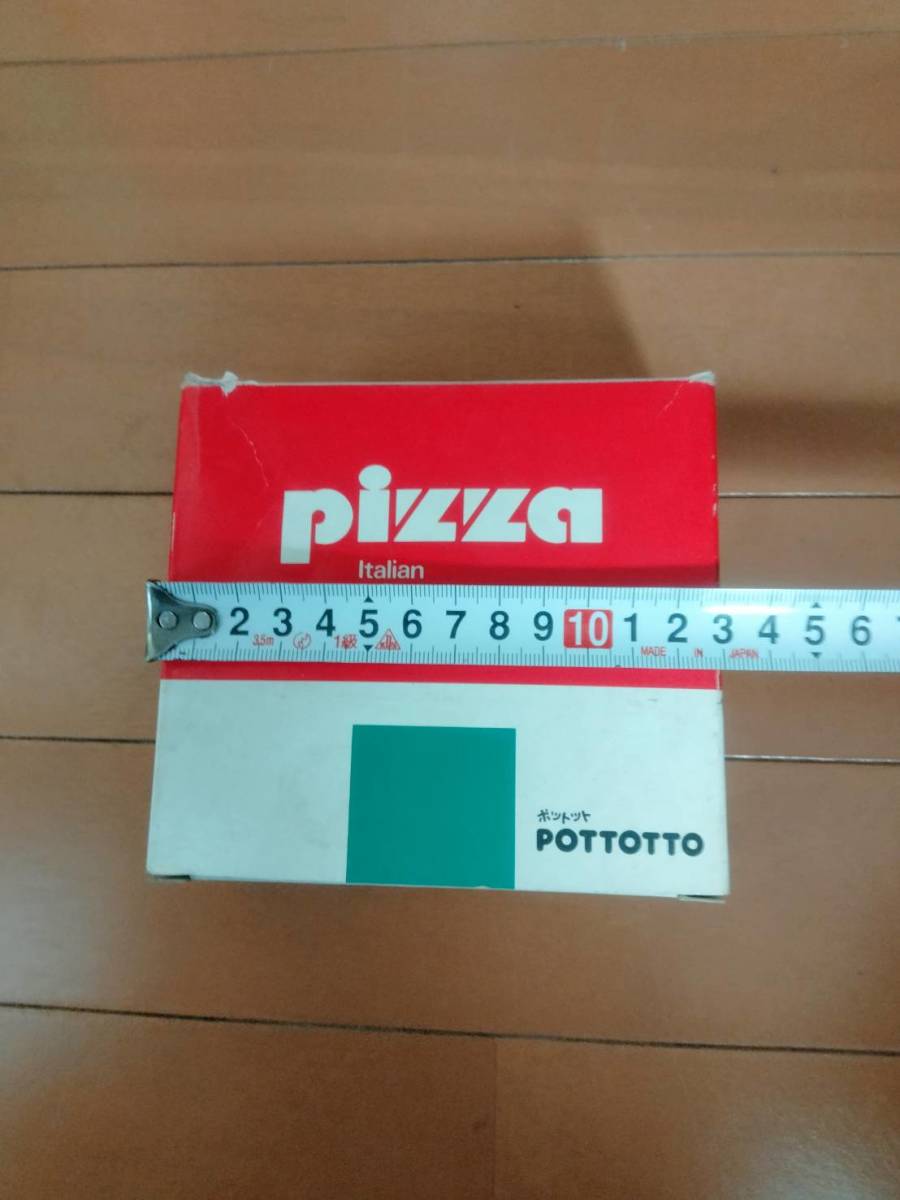 pizza
Italian
2 3 4 5 6 7 8 9 10 1 2 3 4 5 6
3.5m 1級 MADE IN JAPAN
ポットット
POTTOTTO